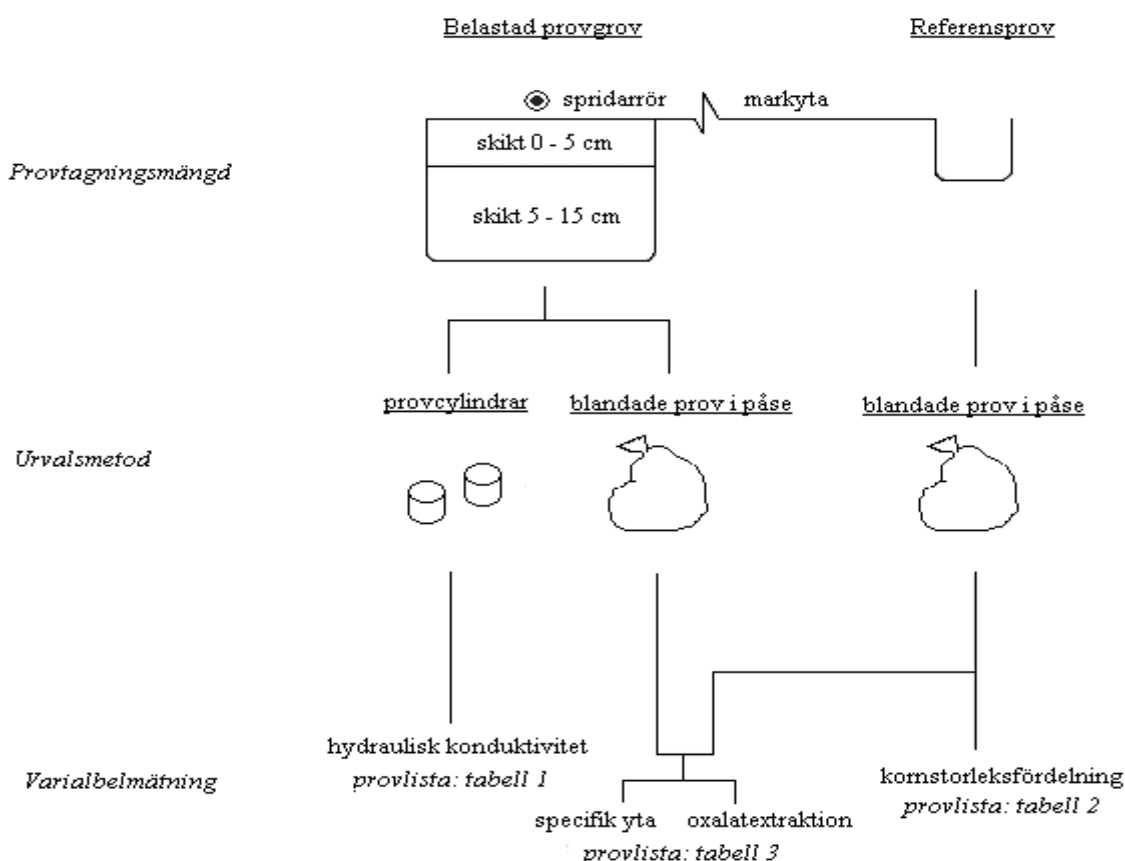 Belastad provgrov
Referensprov
spridarrör
markyta
skikt 0 - 5 cm
Provtagningsmängd
skikt 5 - 15 cm
provcylindrar
blandade prov i påse
blandade prov i påse
Urvalsmetod
hydraulisk konduktivitet
provlista: tabell 1
Varialbelmätning
kornstorleksfördelning
provlista: tabell 2
specifik yta
oxalatextraktion
provlista: tabell 3